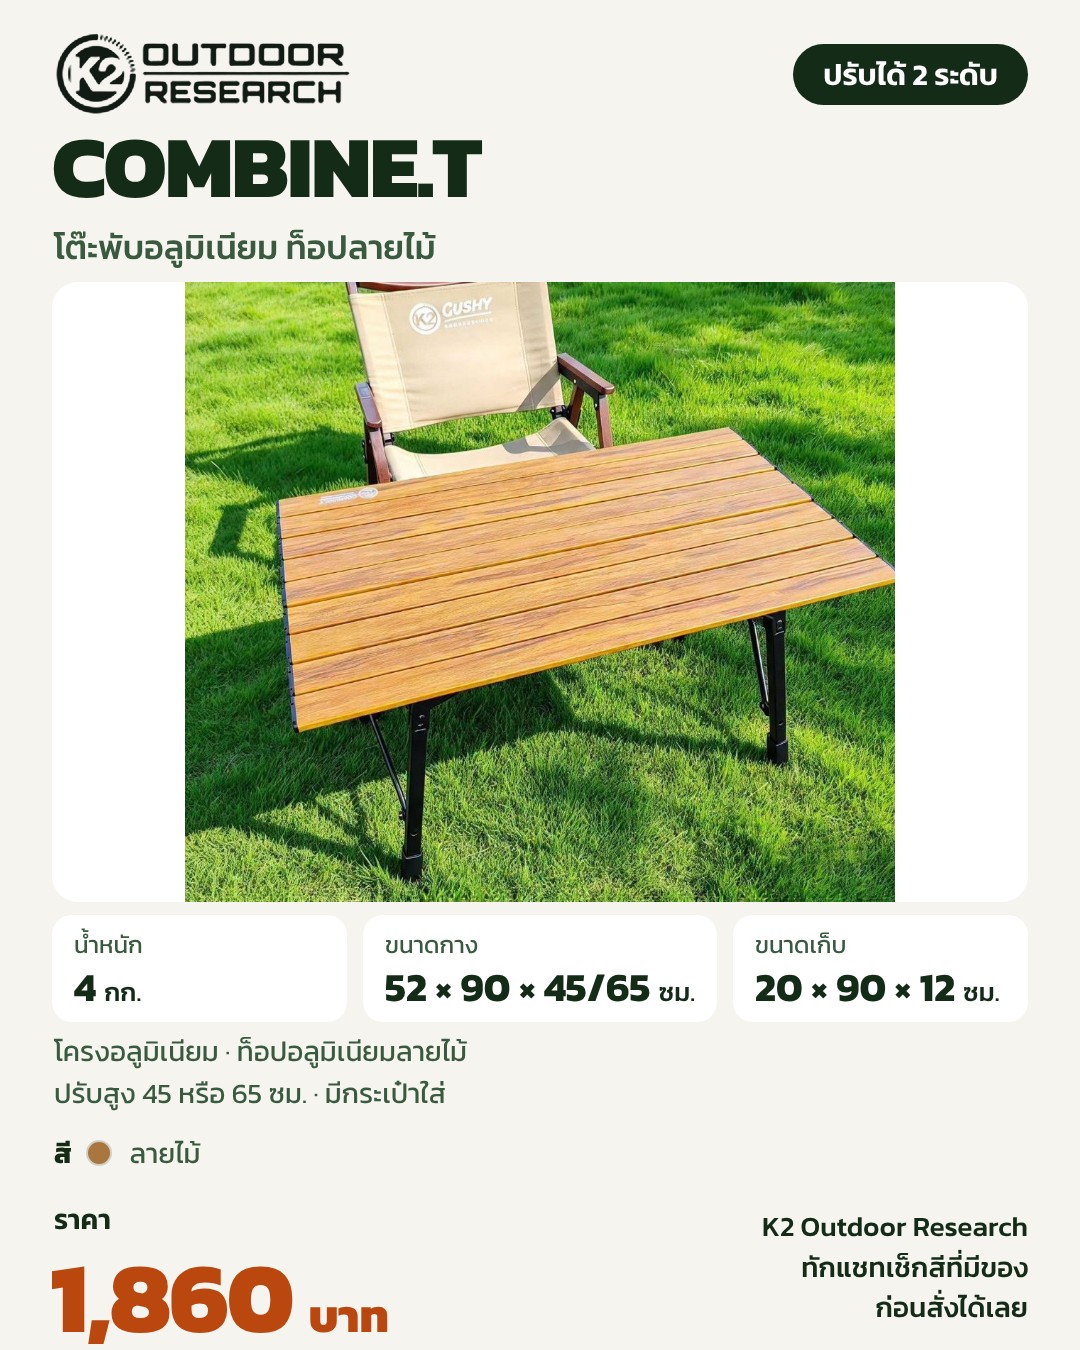 K2 OUTDOOR
RESEARCH
ปรับได้ 2 ระดับ
COMBINE.T
โต๊ะพับอลูมิเนียม ท็อปลายไม้
K2 CUSHY
น้ำหนัก
4 กก.
ขนาดกาง
52 × 90 × 45/65 ซม.
ขนาดเก็บ
20 × 90 × 12 ซม.
โครงอลูมิเนียม · ท็อปอลูมิเนียมลายไม้
ปรับสูง 45 หรือ 65 ซม. · มีกระเป๋าใส่
สี ลายไม้
ราคา
1,860 บาท
K2 Outdoor Research
ทักแชทเช็กสีที่มีของ
ก่อนสั่งได้เลย